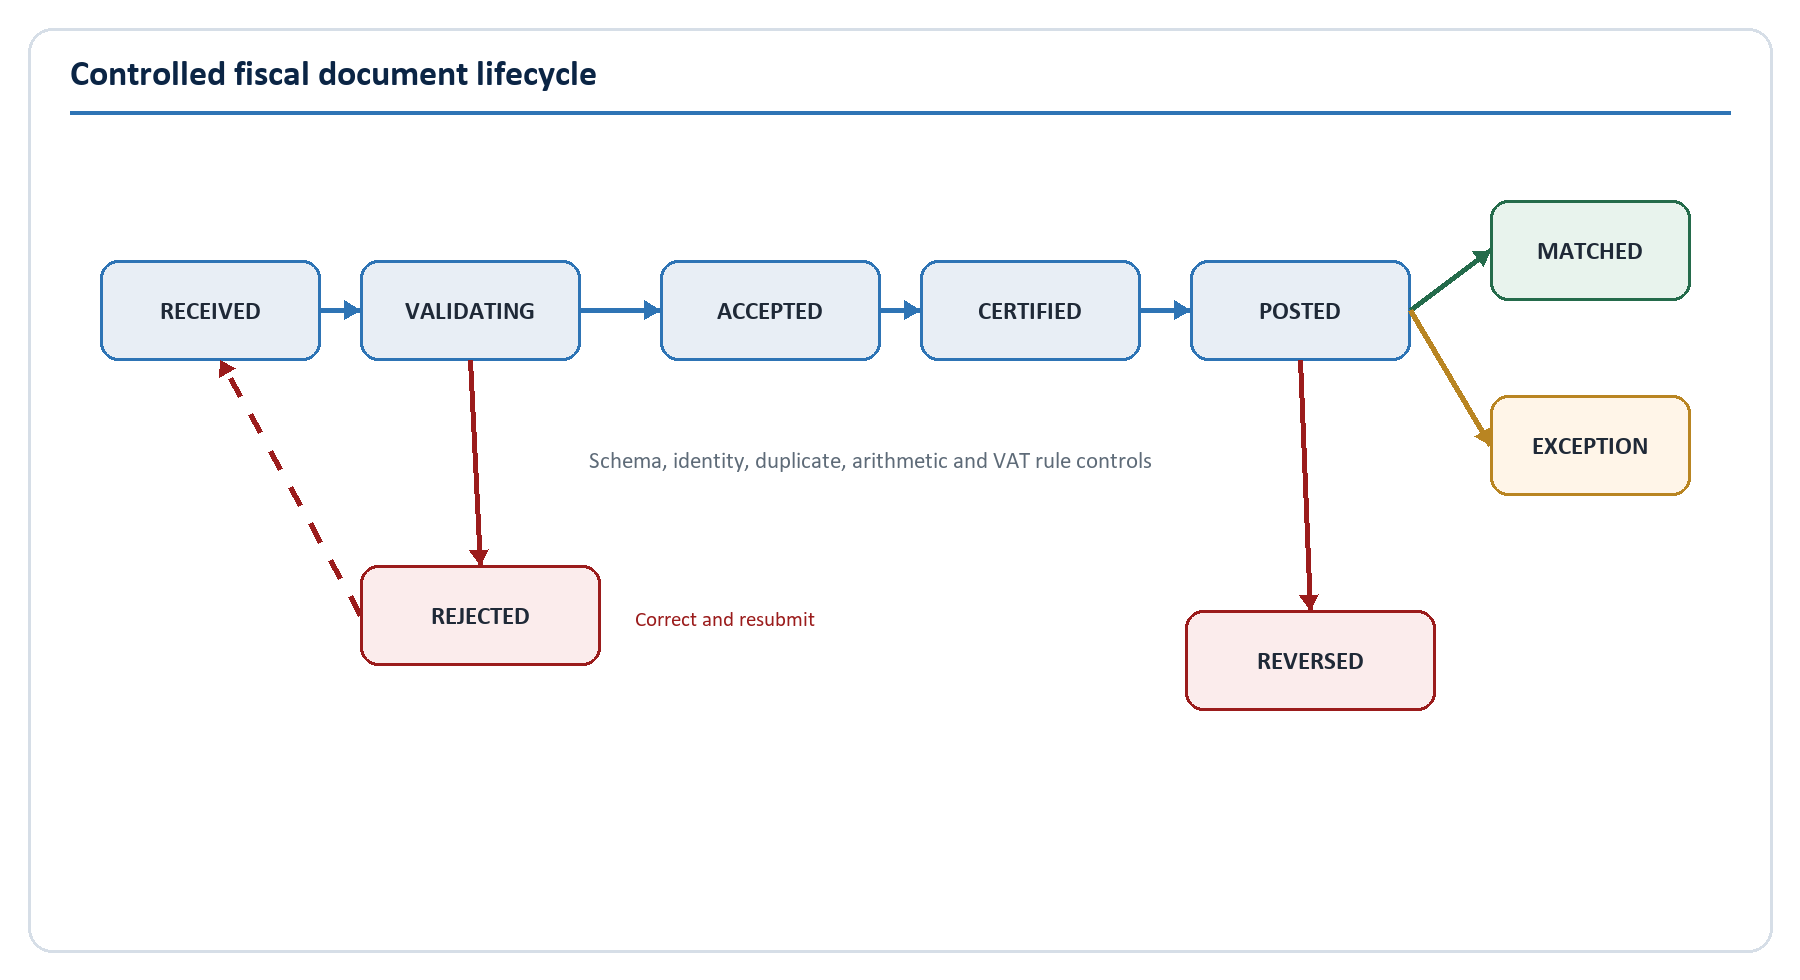 Controlled fiscal document lifecycle
MATCHED
RECEIVED
VALIDATING
ACCEPTED
CERTIFIED
POSTED
EXCEPTION
Schema, identity, duplicate, arithmetic and VAT rule controls
REJECTED
Correct and resubmit
REVERSED